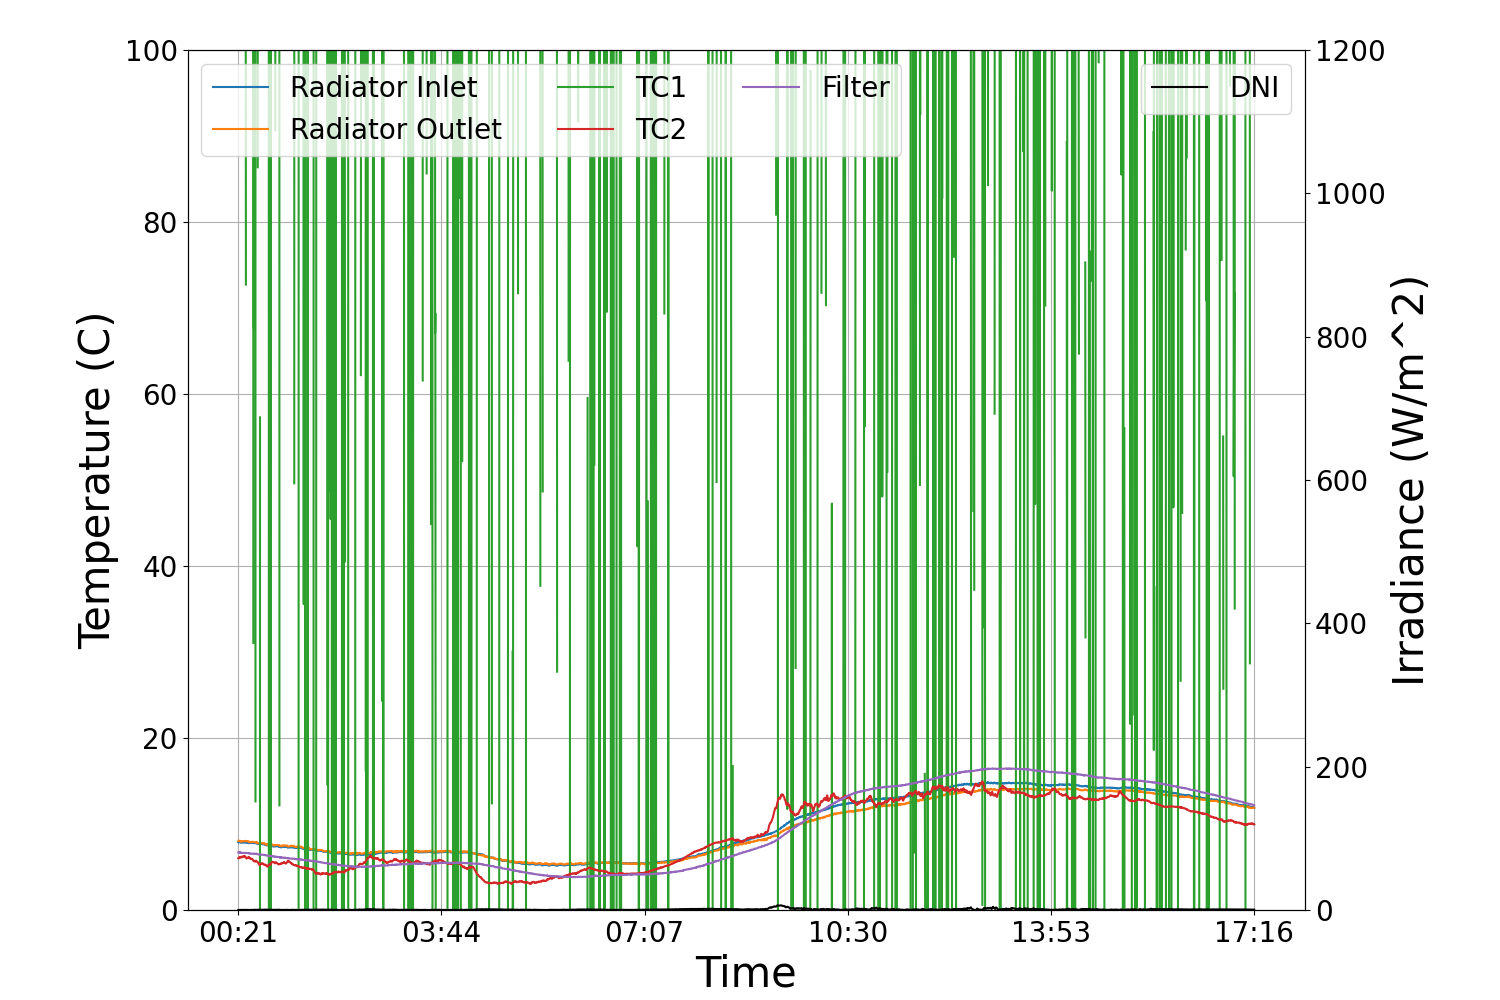 Radiator Inlet
Radiator Outlet
TC1
TC2
Filter
DNI
Temperature (C)
100
80
60
40
20
0
Irradiance (W/m^2)
1200
1000
800
600
400
200
0
00:21
03:44
07:07
10:30
13:53
17:16
Time